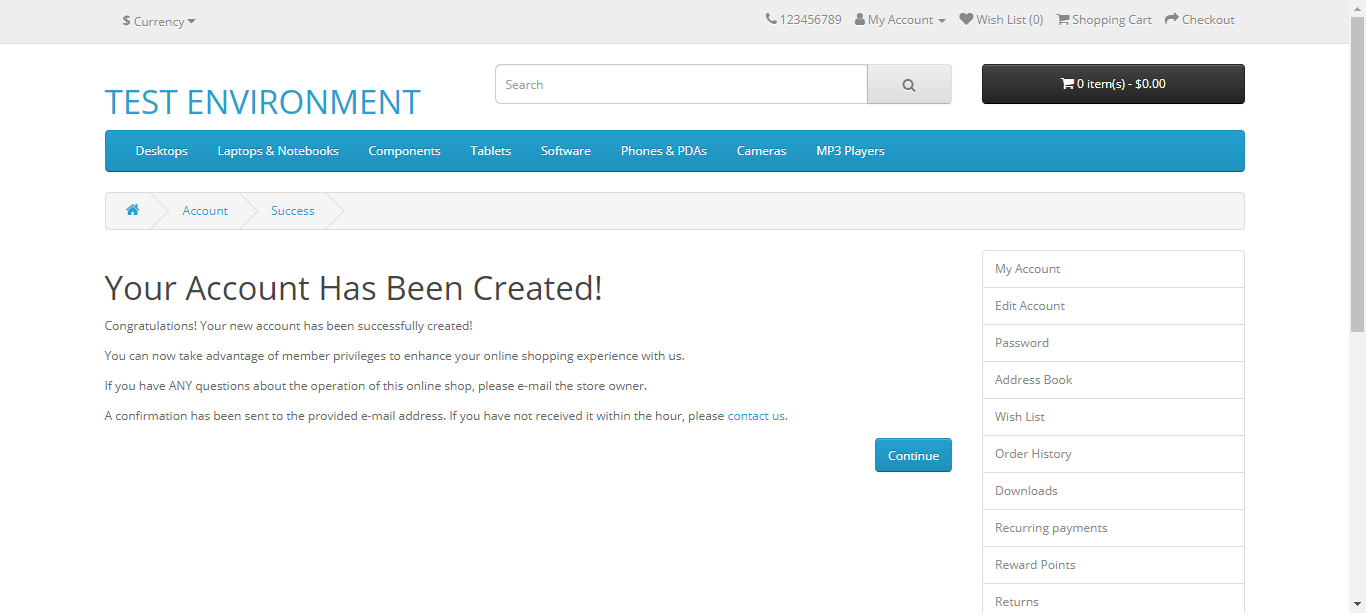 $ Currency
123456789 My Account Wish List (0) Shopping Cart Checkout
TEST ENVIRONMENT
Search
0 item(s) - $0.00
Desktops Laptops & Notebooks Components Tablets Software Phones & PDAs Cameras MP3 Players
Account Success
Your Account Has Been Created!
Congratulations! Your new account has been successfully created!
You can now take advantage of member privileges to enhance your online shopping experience with us.
If you have ANY questions about the operation of this online shop, please e-mail the store owner.
A confirmation has been sent to the provided e-mail address. If you have not received it within the hour, please contact us.
Continue
My Account
Edit Account
Password
Address Book
Wish List
Order History
Downloads
Recurring payments
Reward Points
Returns